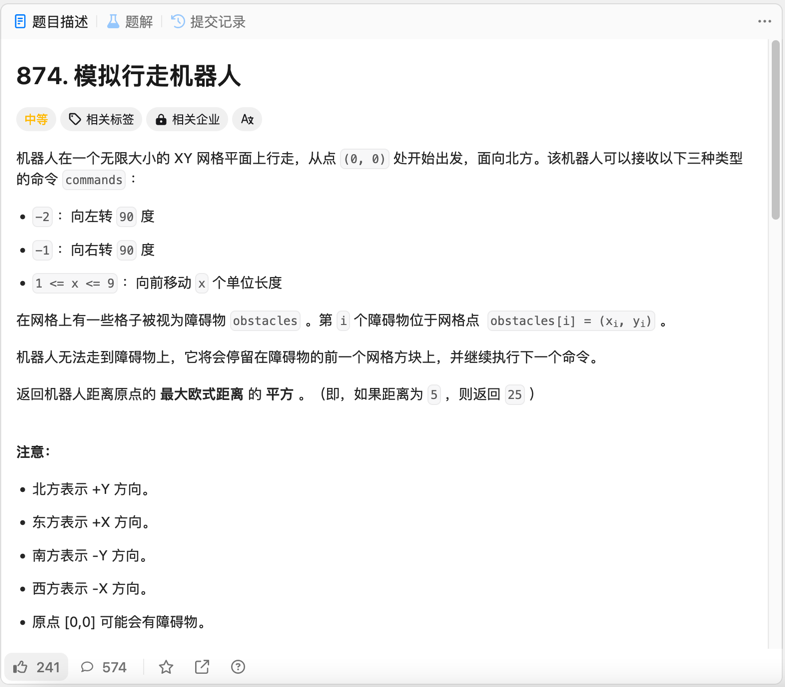 题目描述 题解 提交记录
874. 模拟行走机器人
中等 相关标签 相关企业
机器人在一个无限大小的 XY 网格平面上行走，从点 (0, 0) 处开始出发，面向北方。该机器人可以接收以下三种类型
的命令 commands ：
-2 ：向左转 90 度
-1 ：向右转 90 度
1 <= x <= 9 ：向前移动 x 个单位长度
在网格上有一些格子被视为障碍物 obstacles 。第 i 个障碍物位于网格点 obstacles[i] = (xᵢ, yᵢ) 。
机器人无法走到障碍物上，它将会停留在障碍物的前一个网格方块上，并继续执行下一个命令。
返回机器人距离原点的 最大欧式距离 的 平方 。（即，如果距离为 5 ，则返回 25 ）
注意：
北方表示 +Y 方向。
东方表示 +X 方向。
南方表示 -Y 方向。
西方表示 -X 方向。
原点 [0,0] 可能会有障碍物。
241 574